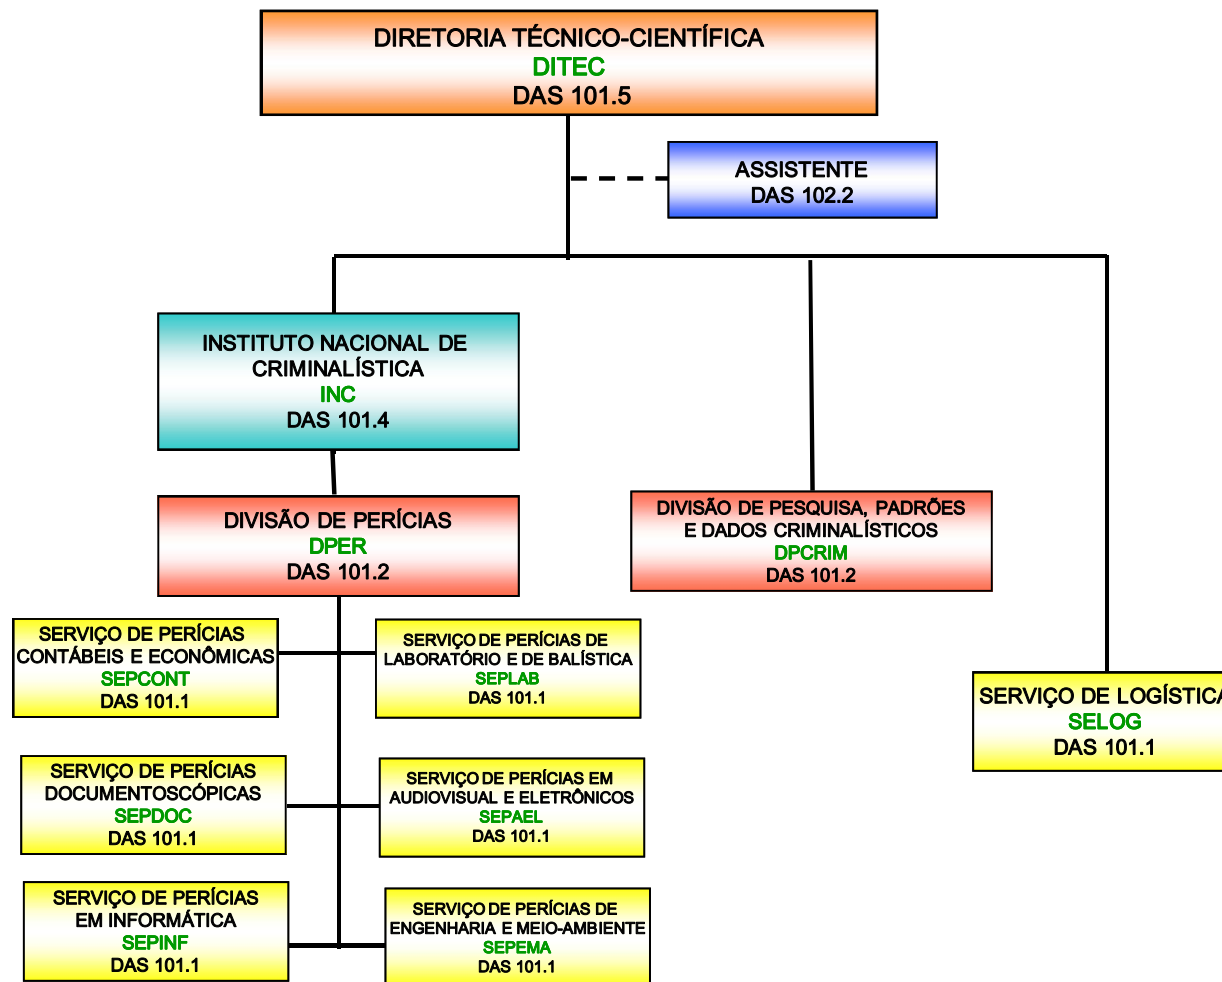 DIRETORIA TÉCNICO-CIENTÍFICA
DITEC
DAS 101.5
ASSISTENTE
DAS 102.2
INSTITUTO NACIONAL DE
CRIMINALÍSTICA
INC
DAS 101.4
DIVISÃO DE PERÍCIAS
DPER
DAS 101.2
DIVISÃO DE PESQUISA, PADRÕES
E DADOS CRIMINALÍSTICOS
DPCRIM
DAS 101.2
SERVIÇO DE PERÍCIAS
CONTÁBEIS E ECONÔMICAS
SEPCONT
DAS 101.1
SERVIÇO DE PERÍCIAS DE
LABORATÓRIO E DE BALÍSTICA
SEPLAB
DAS 101.1
SERVIÇO DE LOGÍSTICA
SELOG
DAS 101.1
SERVIÇO DE PERÍCIAS
DOCUMENTOSCÓPICAS
SEPDOC
DAS 101.1
SERVIÇO DE PERÍCIAS EM
AUDIOVISUAL E ELETRÔNICOS
SEPAEL
DAS 101.1
SERVIÇO DE PERÍCIAS
EM INFORMÁTICA
SEPINF
DAS 101.1
SERVIÇO DE PERÍCIAS DE
ENGENHARIA E MEIO-AMBIENTE
SEPEMA
DAS 101.1